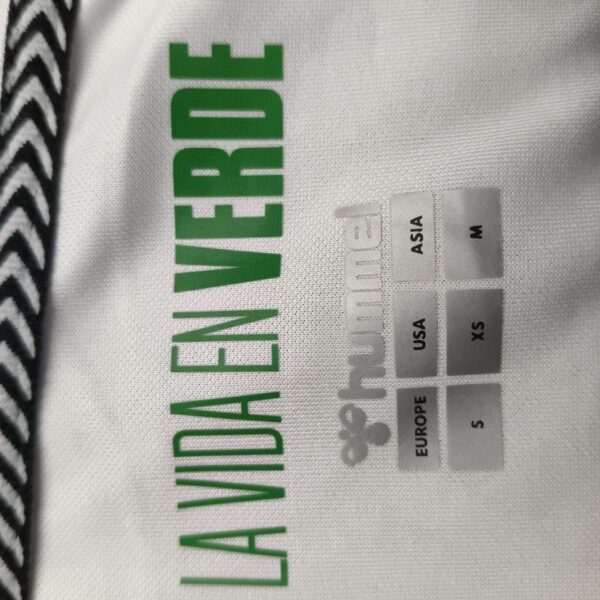 LA VIDA EN VERDE
hummel
EUROPE USA ASIA
S XS M